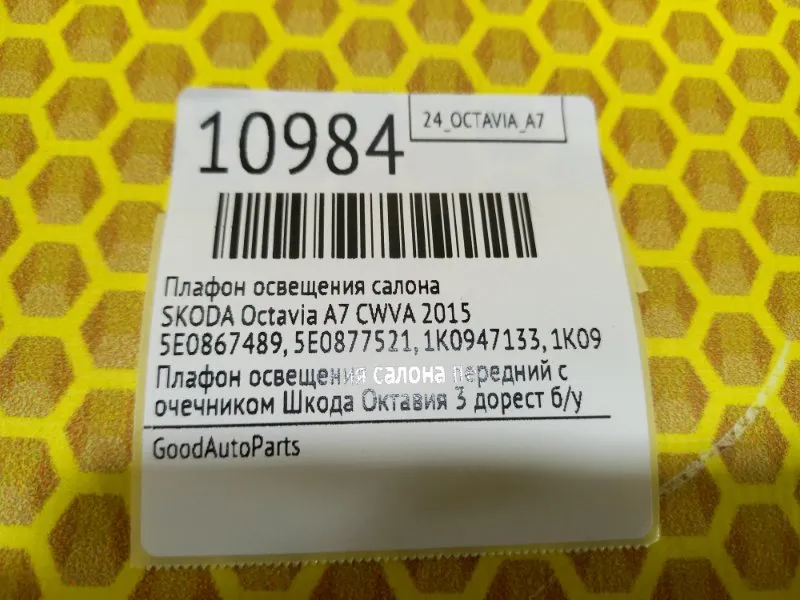 10984
24_OCTAVIA_A7
Плафон освещения салона
SKODA Octavia A7 CWVA 2015
5E0867489, 5E0877521, 1K0947133, 1K09
Плафон освещения салона передний с
очечником Шкода Октавия 3 дорест б/у
GoodAutoParts